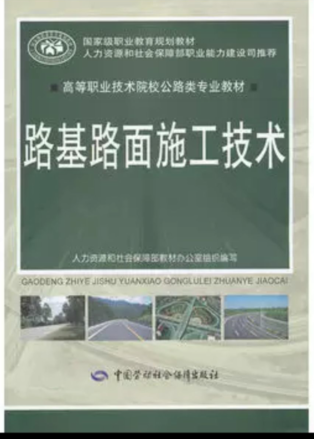 国家级职业教育规划教材
人力资源和社会保障部职业能力建设司推荐
高等职业技术院校公路类专业教材
路基路面施工技术
人力资源和社会保障部教材办公室组织编写
GAODENG ZHIYE JISHU YUANXIAO GONGLULEI ZHUANYE JIAOCAI
中国劳动社会保障出版社